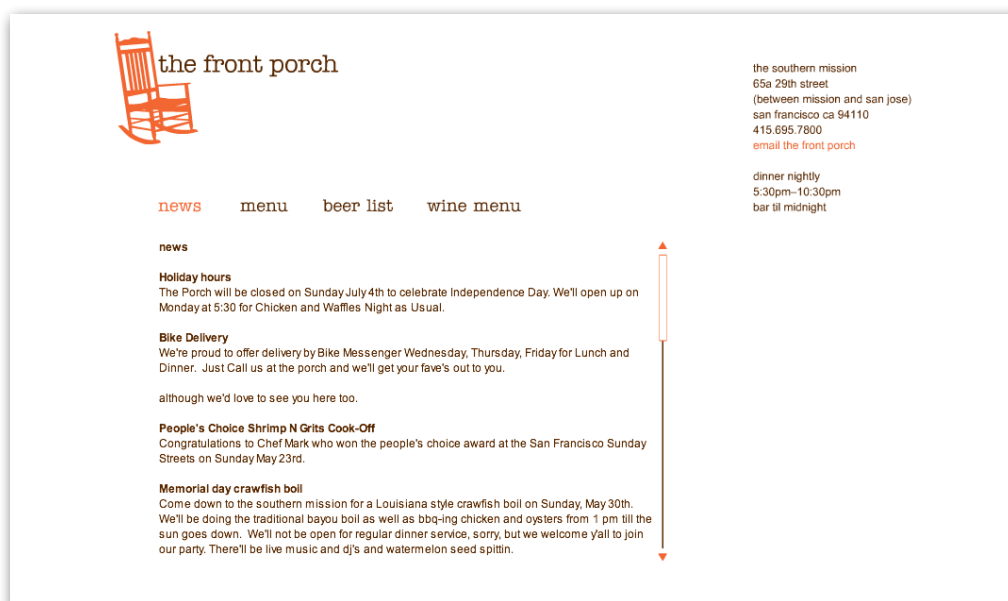 the front porch
the southern mission
65a 29th street
(between mission and san jose)
san francisco ca 94110
415.695.7800
email the front porch
dinner nightly
5:30pm–10:30pm
bar til midnight
news menu beer list wine menu
news
Holiday hours
The Porch will be closed on Sunday July 4th to celebrate Independence Day. We'll open up on
Monday at 5:30 for Chicken and Waffles Night as Usual.
Bike Delivery
We're proud to offer delivery by Bike Messenger Wednesday, Thursday, Friday for Lunch and
Dinner. Just Call us at the porch and we'll get your fave's out to you.
although we'd love to see you here too.
People's Choice Shrimp N Grits Cook-Off
Congratulations to Chef Mark who won the people's choice award at the San Francisco Sunday
Streets on Sunday May 23rd.
Memorial day crawfish boil
Come down to the southern mission for a Louisiana style crawfish boil on Sunday, May 30th.
We'll be doing the traditional bayou boil as well as bbq-ing chicken and oysters from 1 pm till the
sun goes down. We'll not be open for regular dinner service, sorry, but we welcome y'all to join
our party. There'll be live music and dj's and watermelon seed spittin.